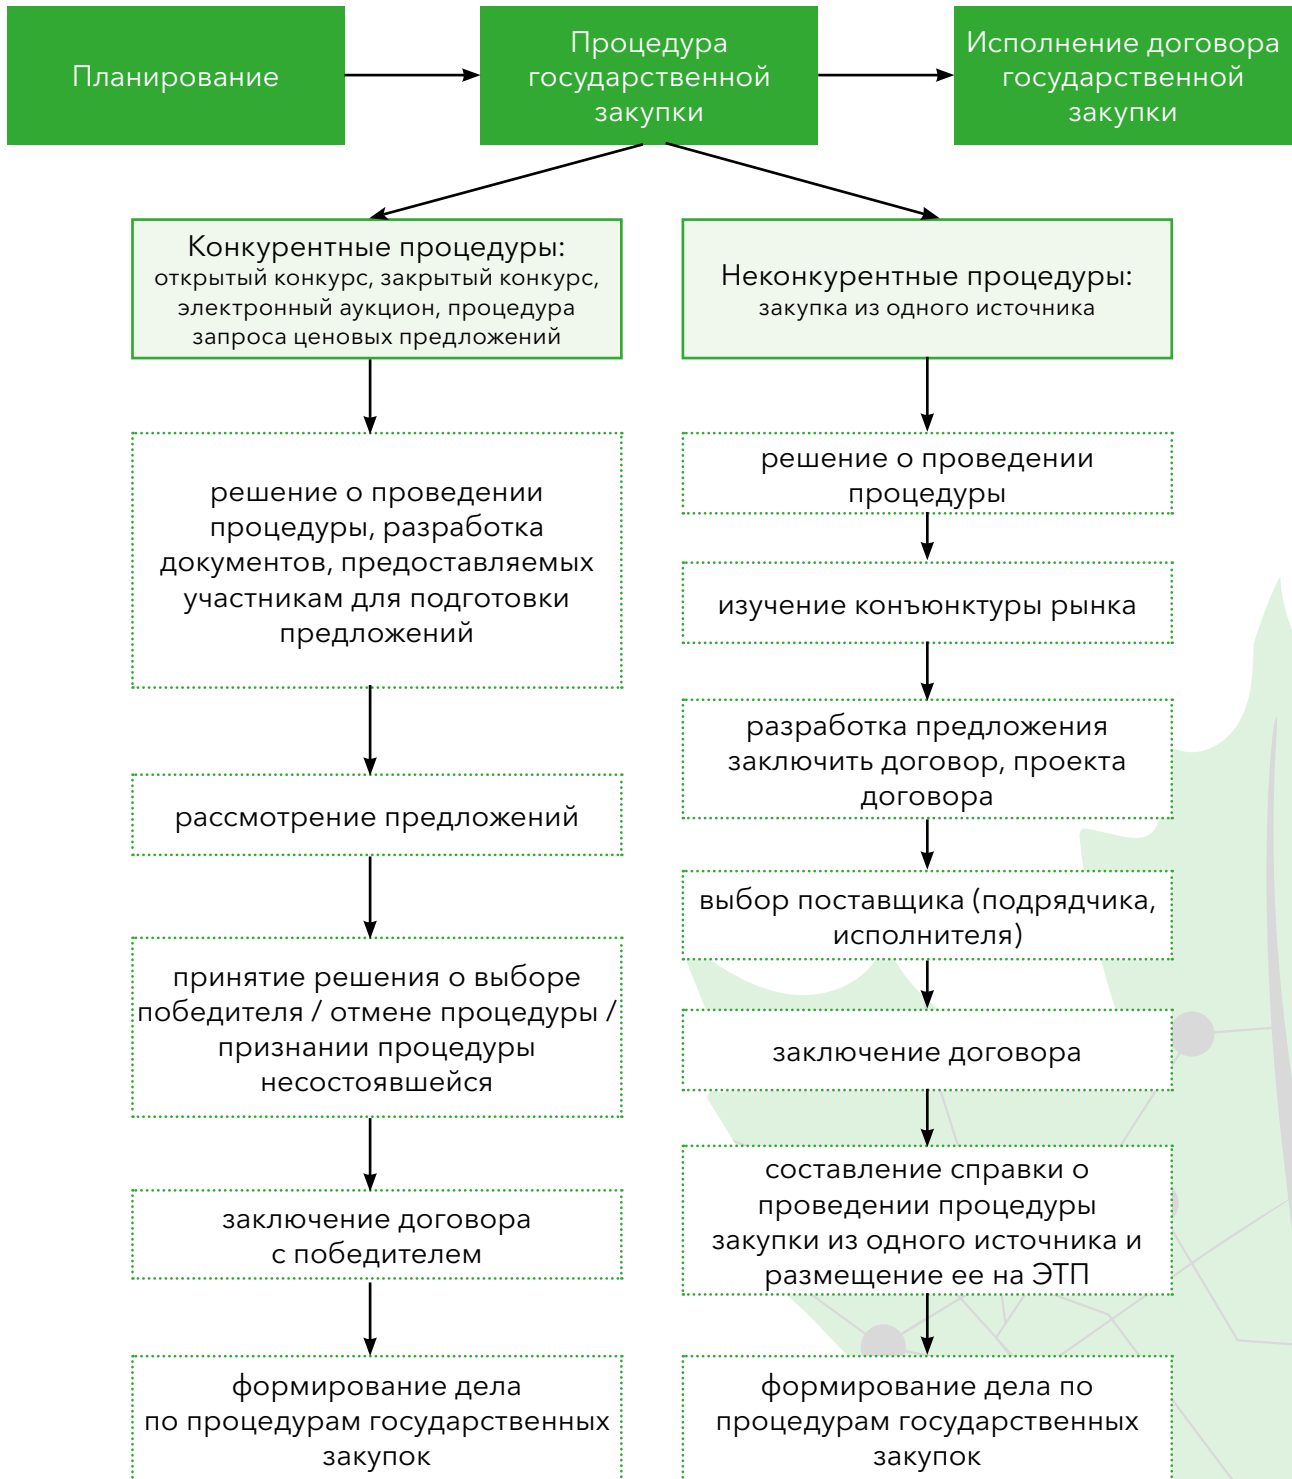 Планирование
Процедура
государственной
закупки
Исполнение договора
государственной
закупки
Конкурентные процедуры:
открытый конкурс, закрытый конкурс,
электронный аукцион, процедура
запроса ценовых предложений
решение о проведении
процедуры, разработка
документов, предоставляемых
участникам для подготовки
предложений
рассмотрение предложений
принятие решения о выборе
победителя / отмене процедуры /
признании процедуры
несостоявшейся
заключение договора
с победителем
формирование дела
по процедурам государственных
закупок
Неконкурентные процедуры:
закупка из одного источника
решение о проведении
процедуры
изучение конъюнктуры рынка
разработка предложения
заключить договор, проекта
договора
выбор поставщика (подрядчика,
исполнителя)
заключение договора
составление справки о
проведении процедуры
закупки из одного источника и
размещение ее на ЭТП
формирование дела по
процедурам государственных
закупок